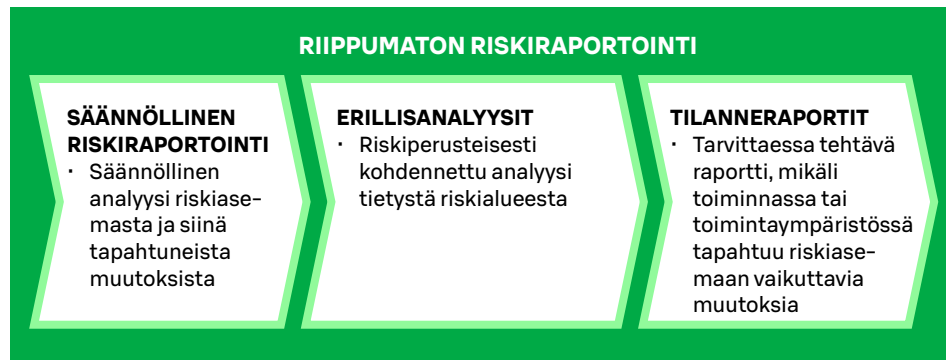 RIIPPUMATON RISKIRAPORTOINTI
SÄÄNNÖLLINEN
RISKIRAPORTOINTI
· Säännöllinen
analyysi riskiase-
masta ja siinä
tapahtuneista
muutoksista
ERILLISANALYYSIT
· Riskiperusteisesti
kohdennettu analyysi
tietystä riskialueesta
TILANNERAPORTIT
· Tarvittaessa tehtävä
raportti, mikäli
toiminnassa tai
toimintaympäristössä
tapahtuu riskiase-
maan vaikuttavia
muutoksia